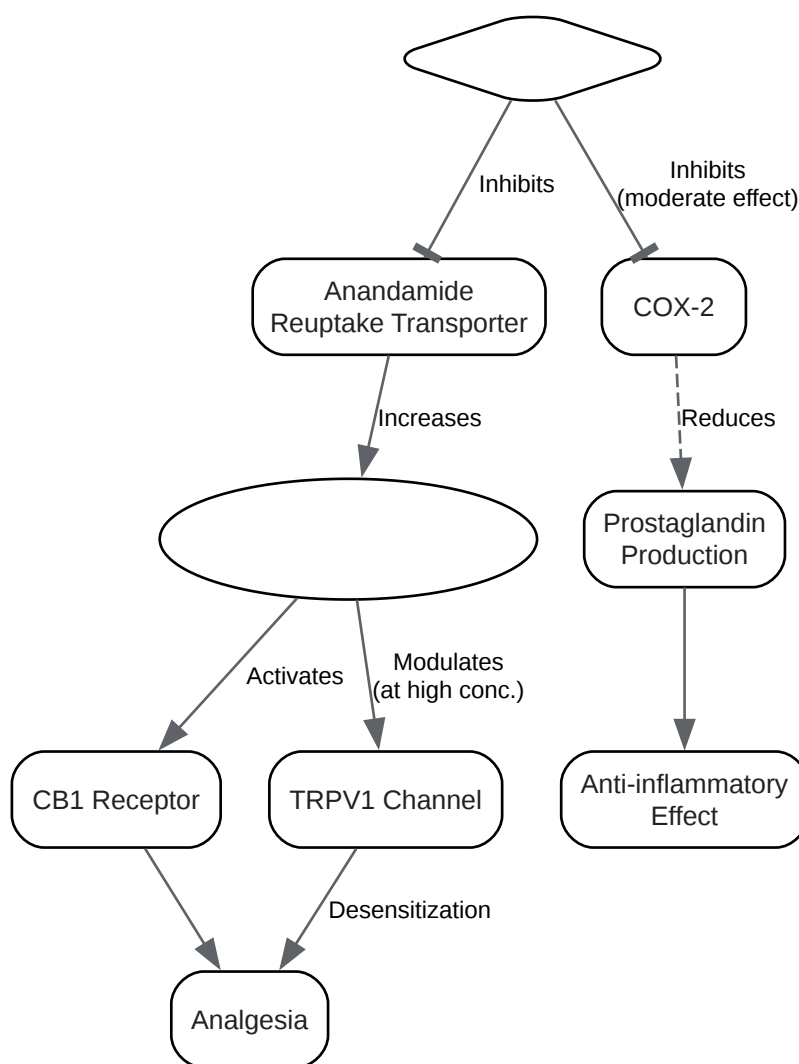 Inhibits
Inhibits
(moderate effect)
Anandamide
Reuptake Transporter
COX-2
Increases
Reduces
Prostaglandin
Production
Activates
Modulates
(at high conc.)
CB1 Receptor
TRPV1 Channel
Anti-inflammatory
Effect
Desensitization
Analgesia